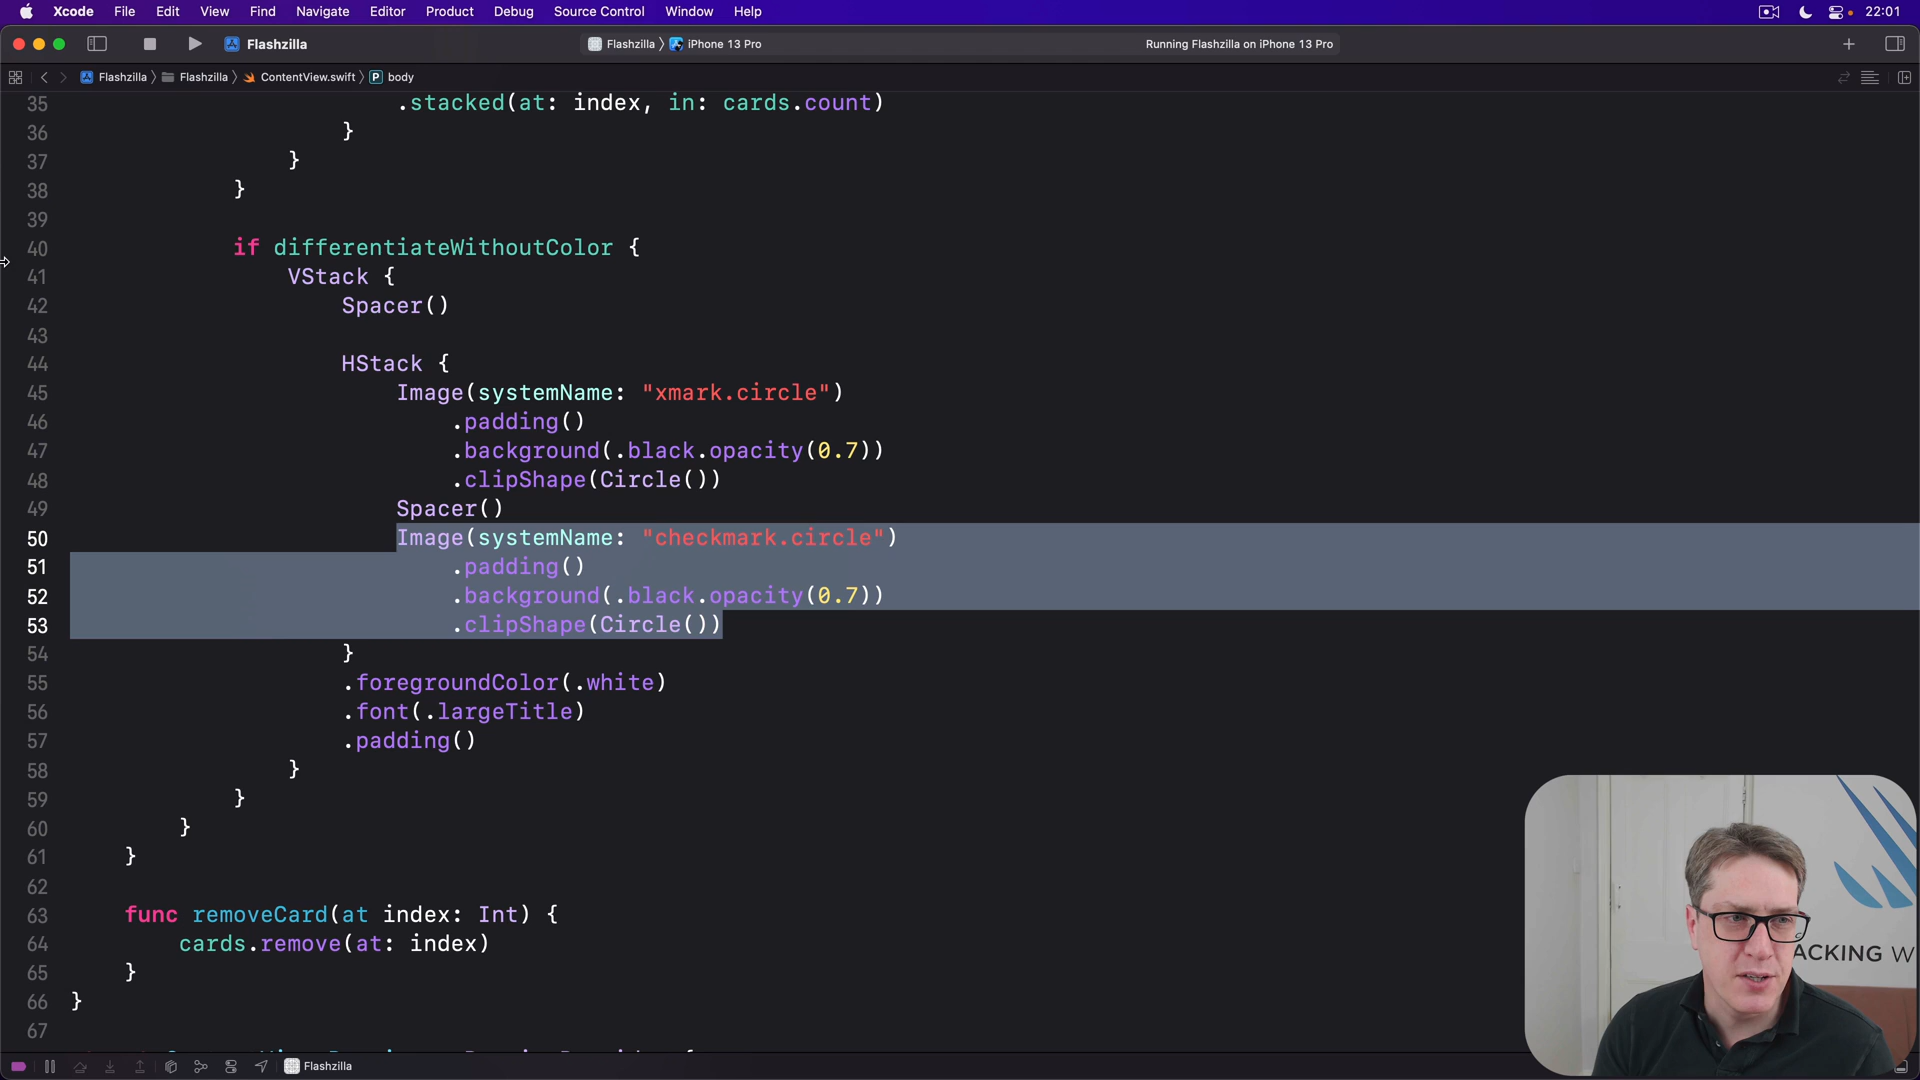 Xcode File Edit View Find Navigate Editor Product Debug Source Control Window Help 22:01
Flashzilla Flashzilla iPhone 13 Pro Running Flashzilla on iPhone 13 Pro
Flashzilla Flashzilla ContentView.swift P body
35 .stacked(at: index, in: cards.count)
36 }
37 }
38 }
39
40 if differentiateWithoutColor {
41 VStack {
42 Spacer()
43
44 HStack {
45 Image(systemName: "xmark.circle")
46 .padding()
47 .background(.black.opacity(0.7))
48 .clipShape(Circle())
49 Spacer()
50 Image(systemName: "checkmark.circle")
51 .padding()
52 .background(.black.opacity(0.7))
53 .clipShape(Circle())
54 }
55 .foregroundColor(.white)
56 .font(.largeTitle)
57 .padding()
58 }
59 }
60 }
61 }
62
63 func removeCard(at index: Int) {
64 cards.remove(at: index)
65 }
66 }
67
ACKING W
Flashzilla